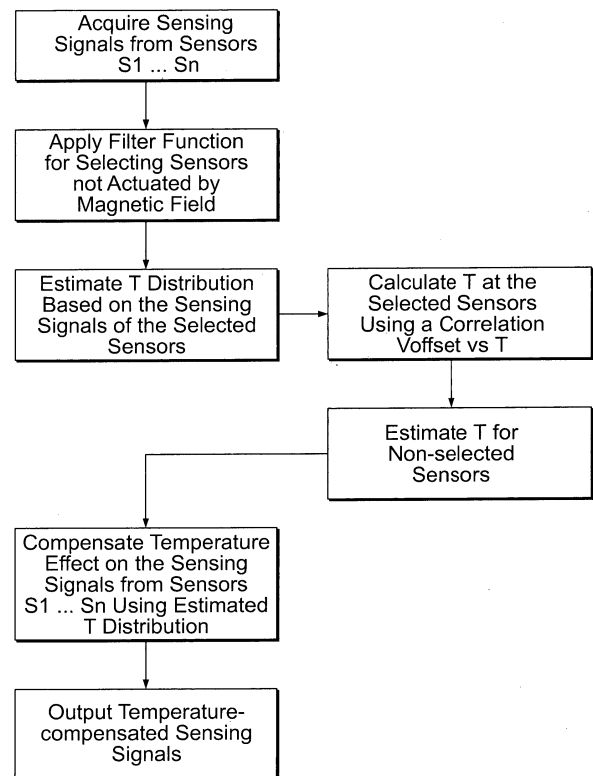 Acquire Sensing
Signals from Sensors
S1 ... Sn
Apply Filter Function
for Selecting Sensors
not Actuated by
Magnetic Field
Estimate T Distribution
Based on the Sensing
Signals of the Selected
Sensors
Calculate T at the
Selected Sensors
Using a Correlation
Voffset vs T
Estimate T for
Non-selected
Sensors
Compensate Temperature
Effect on the Sensing
Signals from Sensors
S1 ... Sn Using Estimated
T Distribution
Output Temperature-
compensated Sensing
Signals